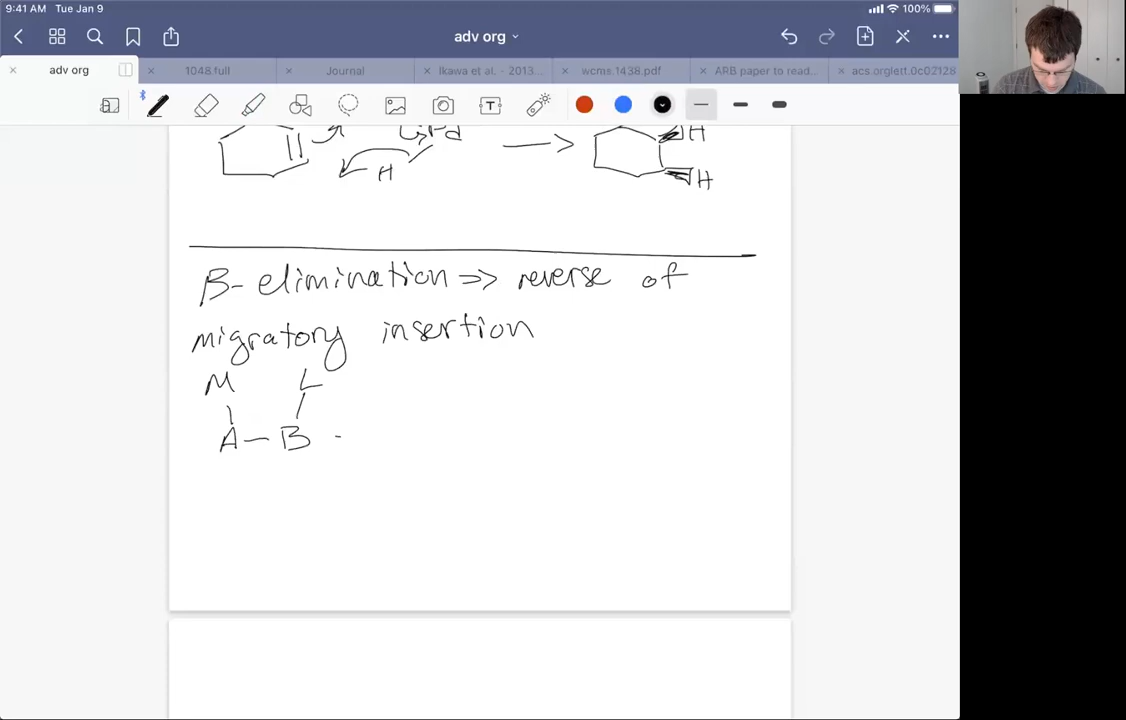 9:41 AM Tue Jan 9
100%
adv org
adv org
1048.full
Journal
Ikawa et al. - 2013...
wcms.1438.pdf
ARB paper to read...
acs.orglett.0c02128
T
Pd
H
H
H
β-elimination => reverse of
migratory insertion
M L
A - B -